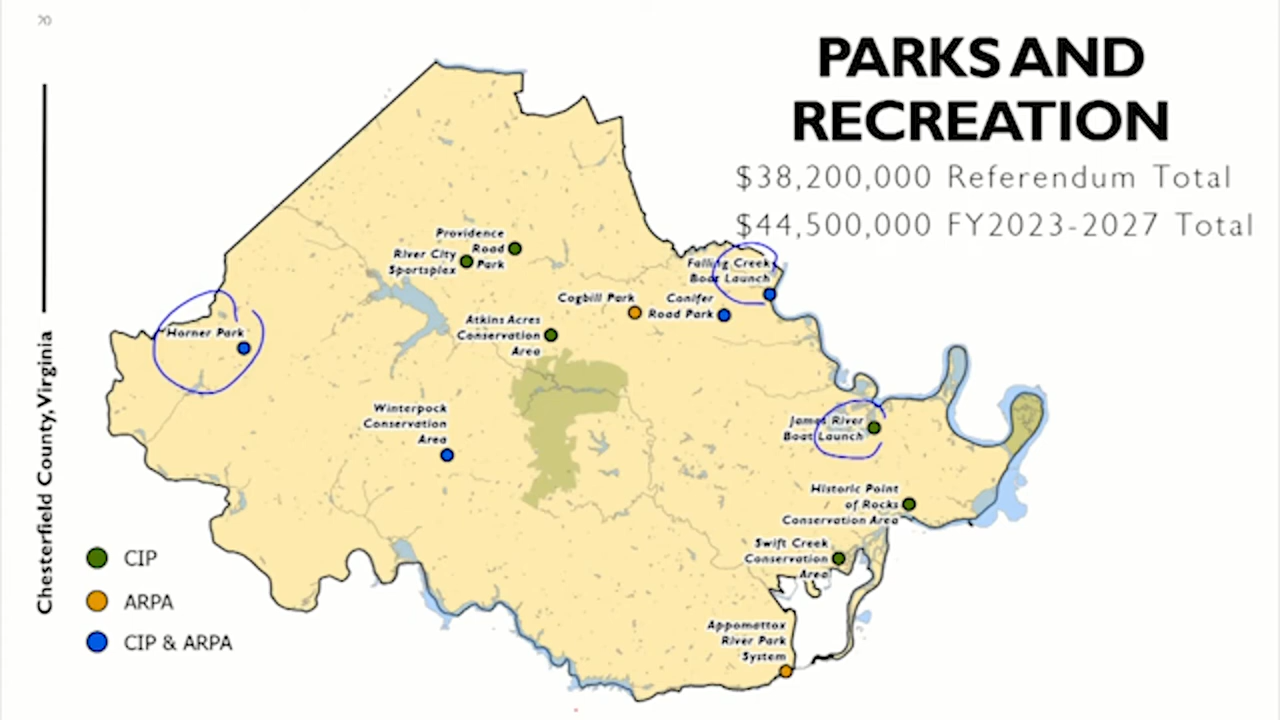 20
PARKS AND
RECREATION
$38,200,000 Referendum Total
$44,500,000 FY2023-2027 Total
Providence
Road
Park
River City
Sportsplex
Falling Creek
Boat Launch
Cogbill Park
Conifer
Road Park
Atkins Acres
Conservation
Area
Horner Park
Winterpock
Conservation
Area
James River
Boat Launch
Historic Point
of Rocks
Conservation Area
Swift Creek
Conservation
Area
Appomattox
River Park
System
Chesterfield County, Virginia
CIP
ARPA
CIP & ARPA